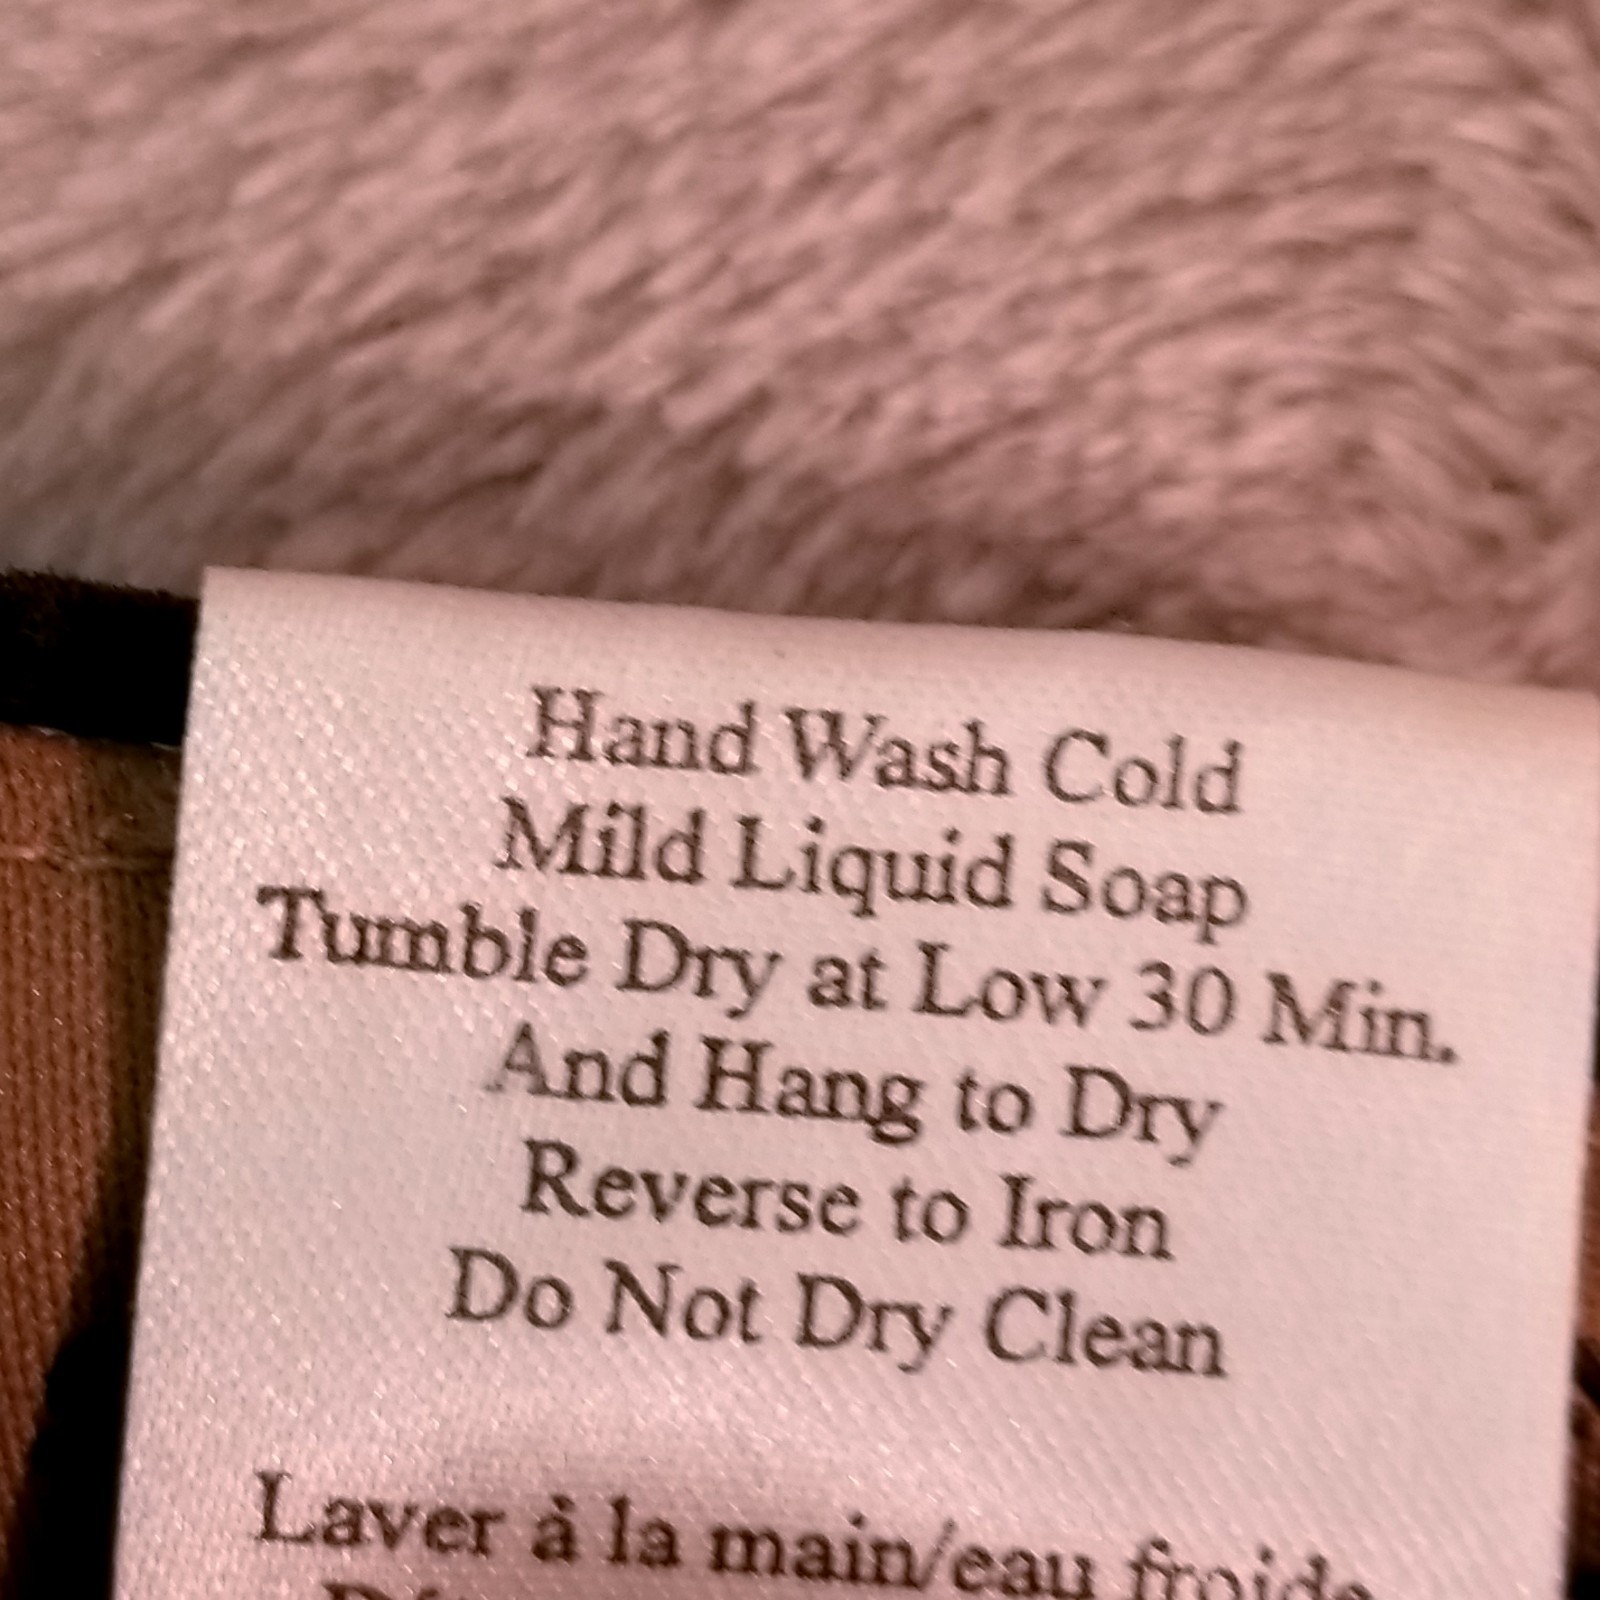 Hand Wash Cold
Mild Liquid Soap
Tumble Dry at Low 30 Min.
And Hang to Dry
Reverse to Iron
Do Not Dry Clean
Laver à la main/eau froide